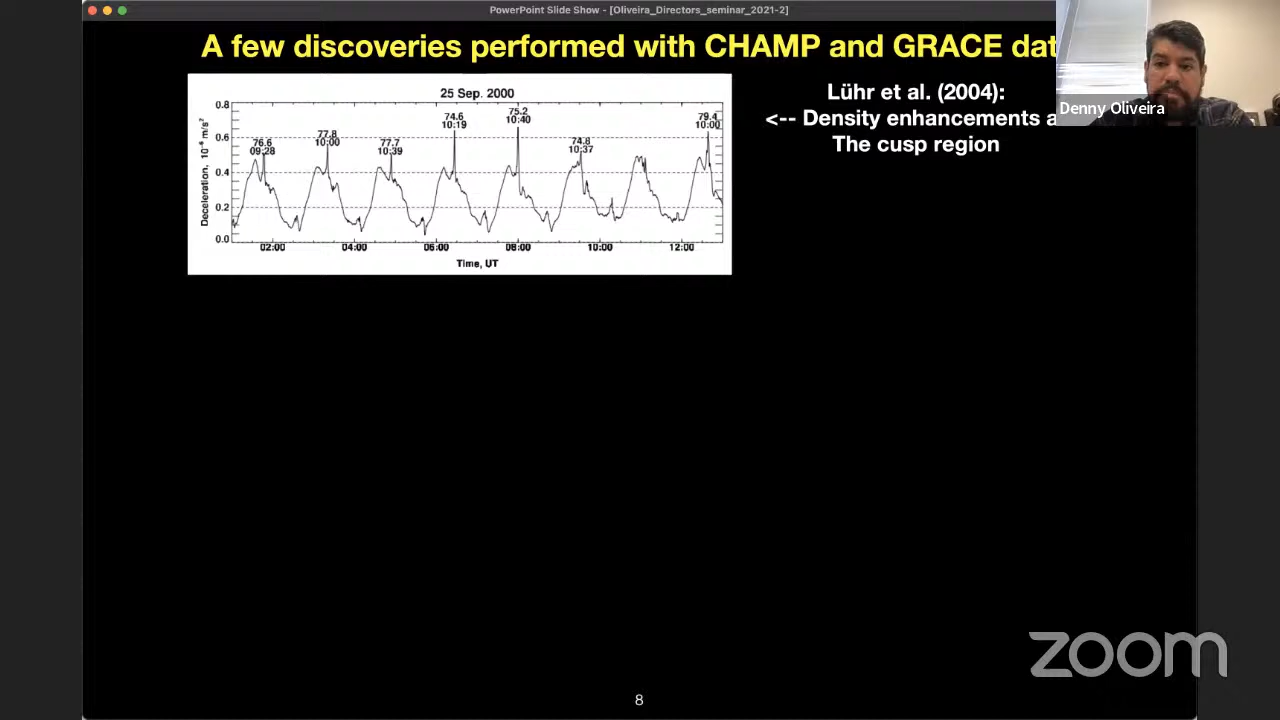 PowerPoint Slide Show - [Oliveira_Directors_seminar_2021-2]
A few discoveries performed with CHAMP and GRACE dat
Denny Oliveira
Lühr et al. (2004):
<-- Density enhancements a
The cusp region
25 Sep. 2000
Deceleration, 10⁻⁶ m/s²
0.8
0.6
0.4
0.2
0.0
76.6
09:28
77.8
10:00
77.7
10:39
74.6
10:19
75.2
10:40
74.8
10:37
79.4
10:00
02:00 04:00 06:00 08:00 10:00 12:00
Time, UT
zoom
8